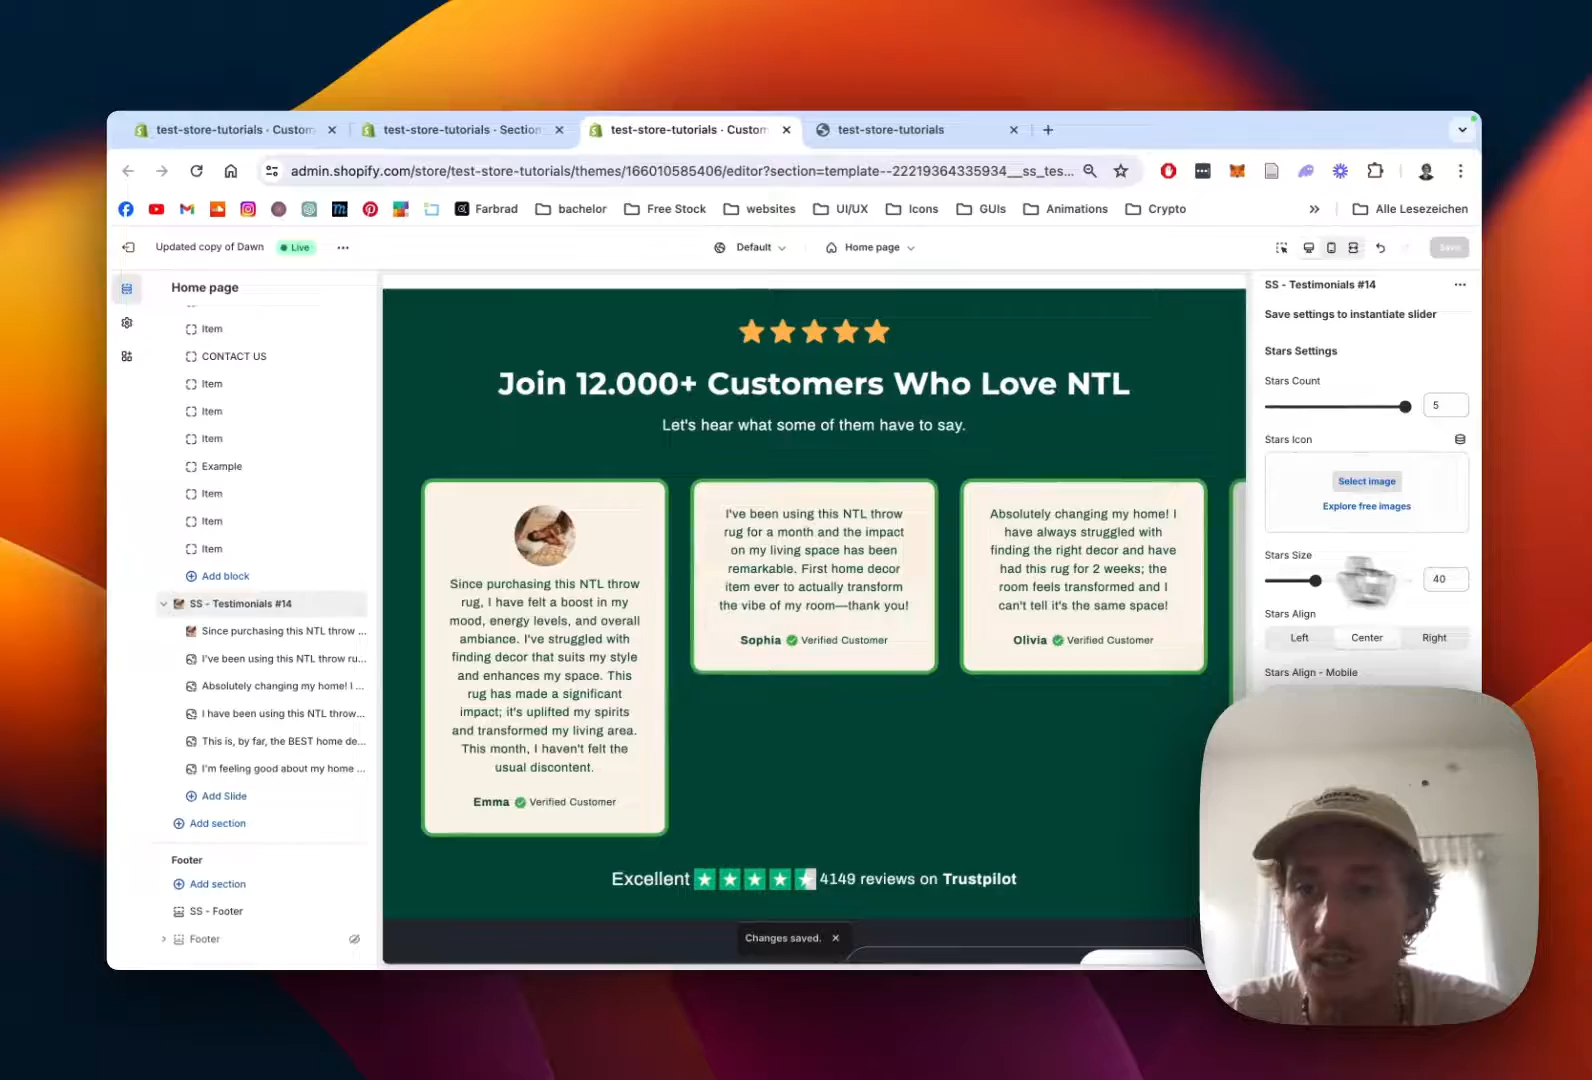 test-store-tutorials · Custom
test-store-tutorials · Section
test-store-tutorials · Custom
test-store-tutorials
admin.shopify.com/store/test-store-tutorials/themes/166010585406/editor?section=template--22219364335934__ss_tes...
Farbrad
bachelor
Free Stock
websites
UI/UX
Icons
GUIs
Animations
Crypto
Alle Lesezeichen
Updated copy of Dawn
Live
Default
Home page
Save
Home page
Item
CONTACT US
Item
Item
Item
Example
Item
Item
Item
Add block
SS - Testimonials #14
Since purchasing this NTL throw ...
I've been using this NTL throw ru...
Absolutely changing my home! I ...
I have been using this NTL throw...
This is, by far, the BEST home de...
I'm feeling good about my home ...
Add Slide
Add section
Footer
Add section
SS - Footer
Footer
Join 12.000+ Customers Who Love NTL
Let's hear what some of them have to say.
Since purchasing this NTL throw
rug, I have felt a boost in my
mood, energy levels, and overall
ambiance. I've struggled with
finding decor that suits my style
and enhances my space. This
rug has made a significant
impact; it's uplifted my spirits
and transformed my living area.
This month, I haven't felt the
usual discontent.
Emma Verified Customer
I've been using this NTL throw
rug for a month and the impact
on my living space has been
remarkable. First home decor
item ever to actually transform
the vibe of my room—thank you!
Sophia Verified Customer
Absolutely changing my home! I
have always struggled with
finding the right decor and have
had this rug for 2 weeks; the
room feels transformed and I
can't tell it's the same space!
Olivia Verified Customer
Excellent 4149 reviews on Trustpilot
Changes saved.
SS - Testimonials #14
Save settings to instantiate slider
Stars Settings
Stars Count
5
Stars Icon
Select image
Explore free images
Stars Size
40
Stars Align
Left
Center
Right
Stars Align - Mobile